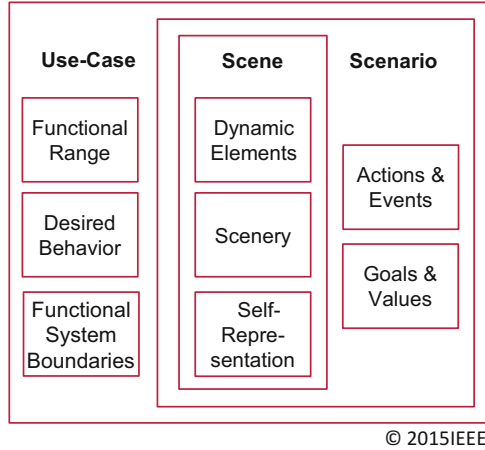 Use-Case
Functional
Range
Desired
Behavior
Functional
System
Boundaries
Scene
Dynamic
Elements
Scenery
Self-
Repre-
sentation
Scenario
Actions &
Events
Goals &
Values
© 2015IEEE